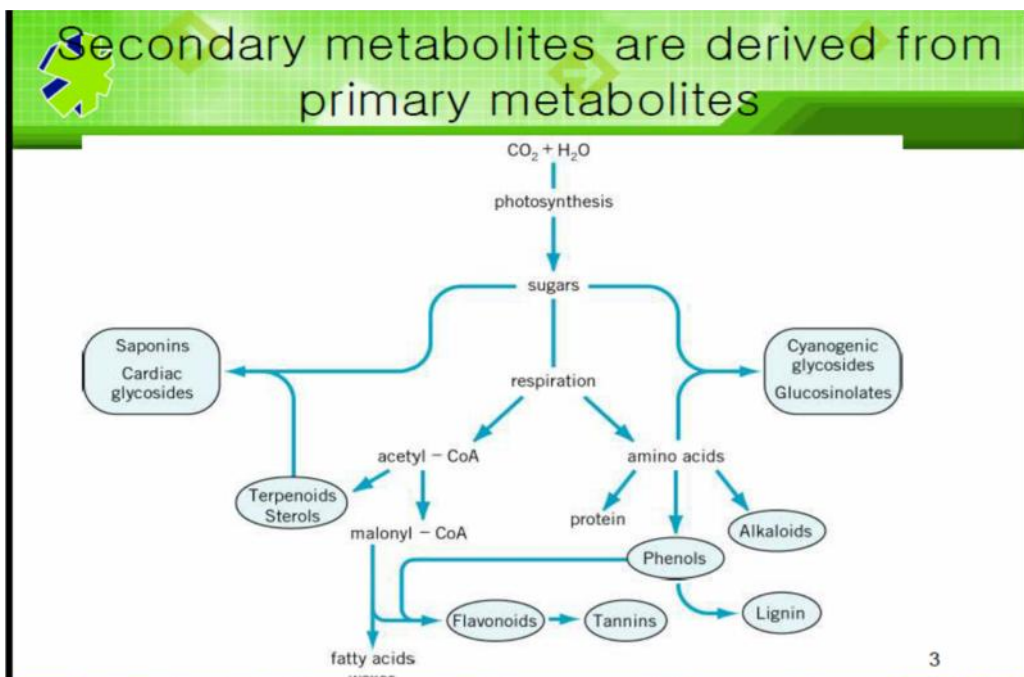 Secondary metabolites are derived from
primary metabolites
CO₂ + H₂O
photosynthesis
sugars
Saponins
Cardiac
glycosides
Cyanogenic
glycosides
Glucosinolates
respiration
acetyl – CoA
amino acids
Terpenoids
Sterols
protein
Alkaloids
malonyl – CoA
Phenols
Flavonoids
Tannins
Lignin
fatty acids
3